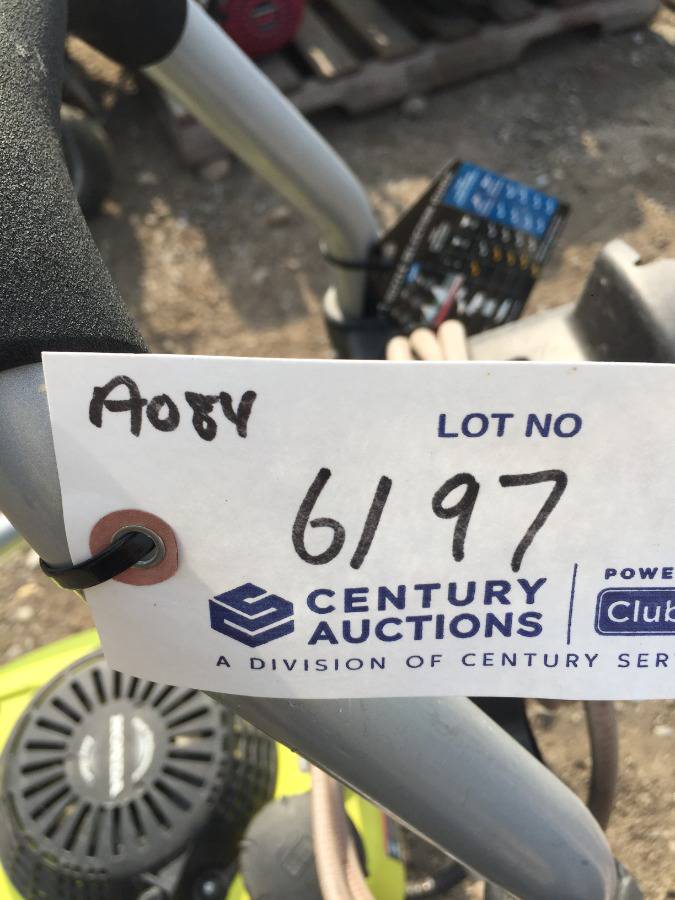 A084
LOT NO
6197
CENTURY
AUCTIONS
POWE
Club
A DIVISION OF CENTURY SER